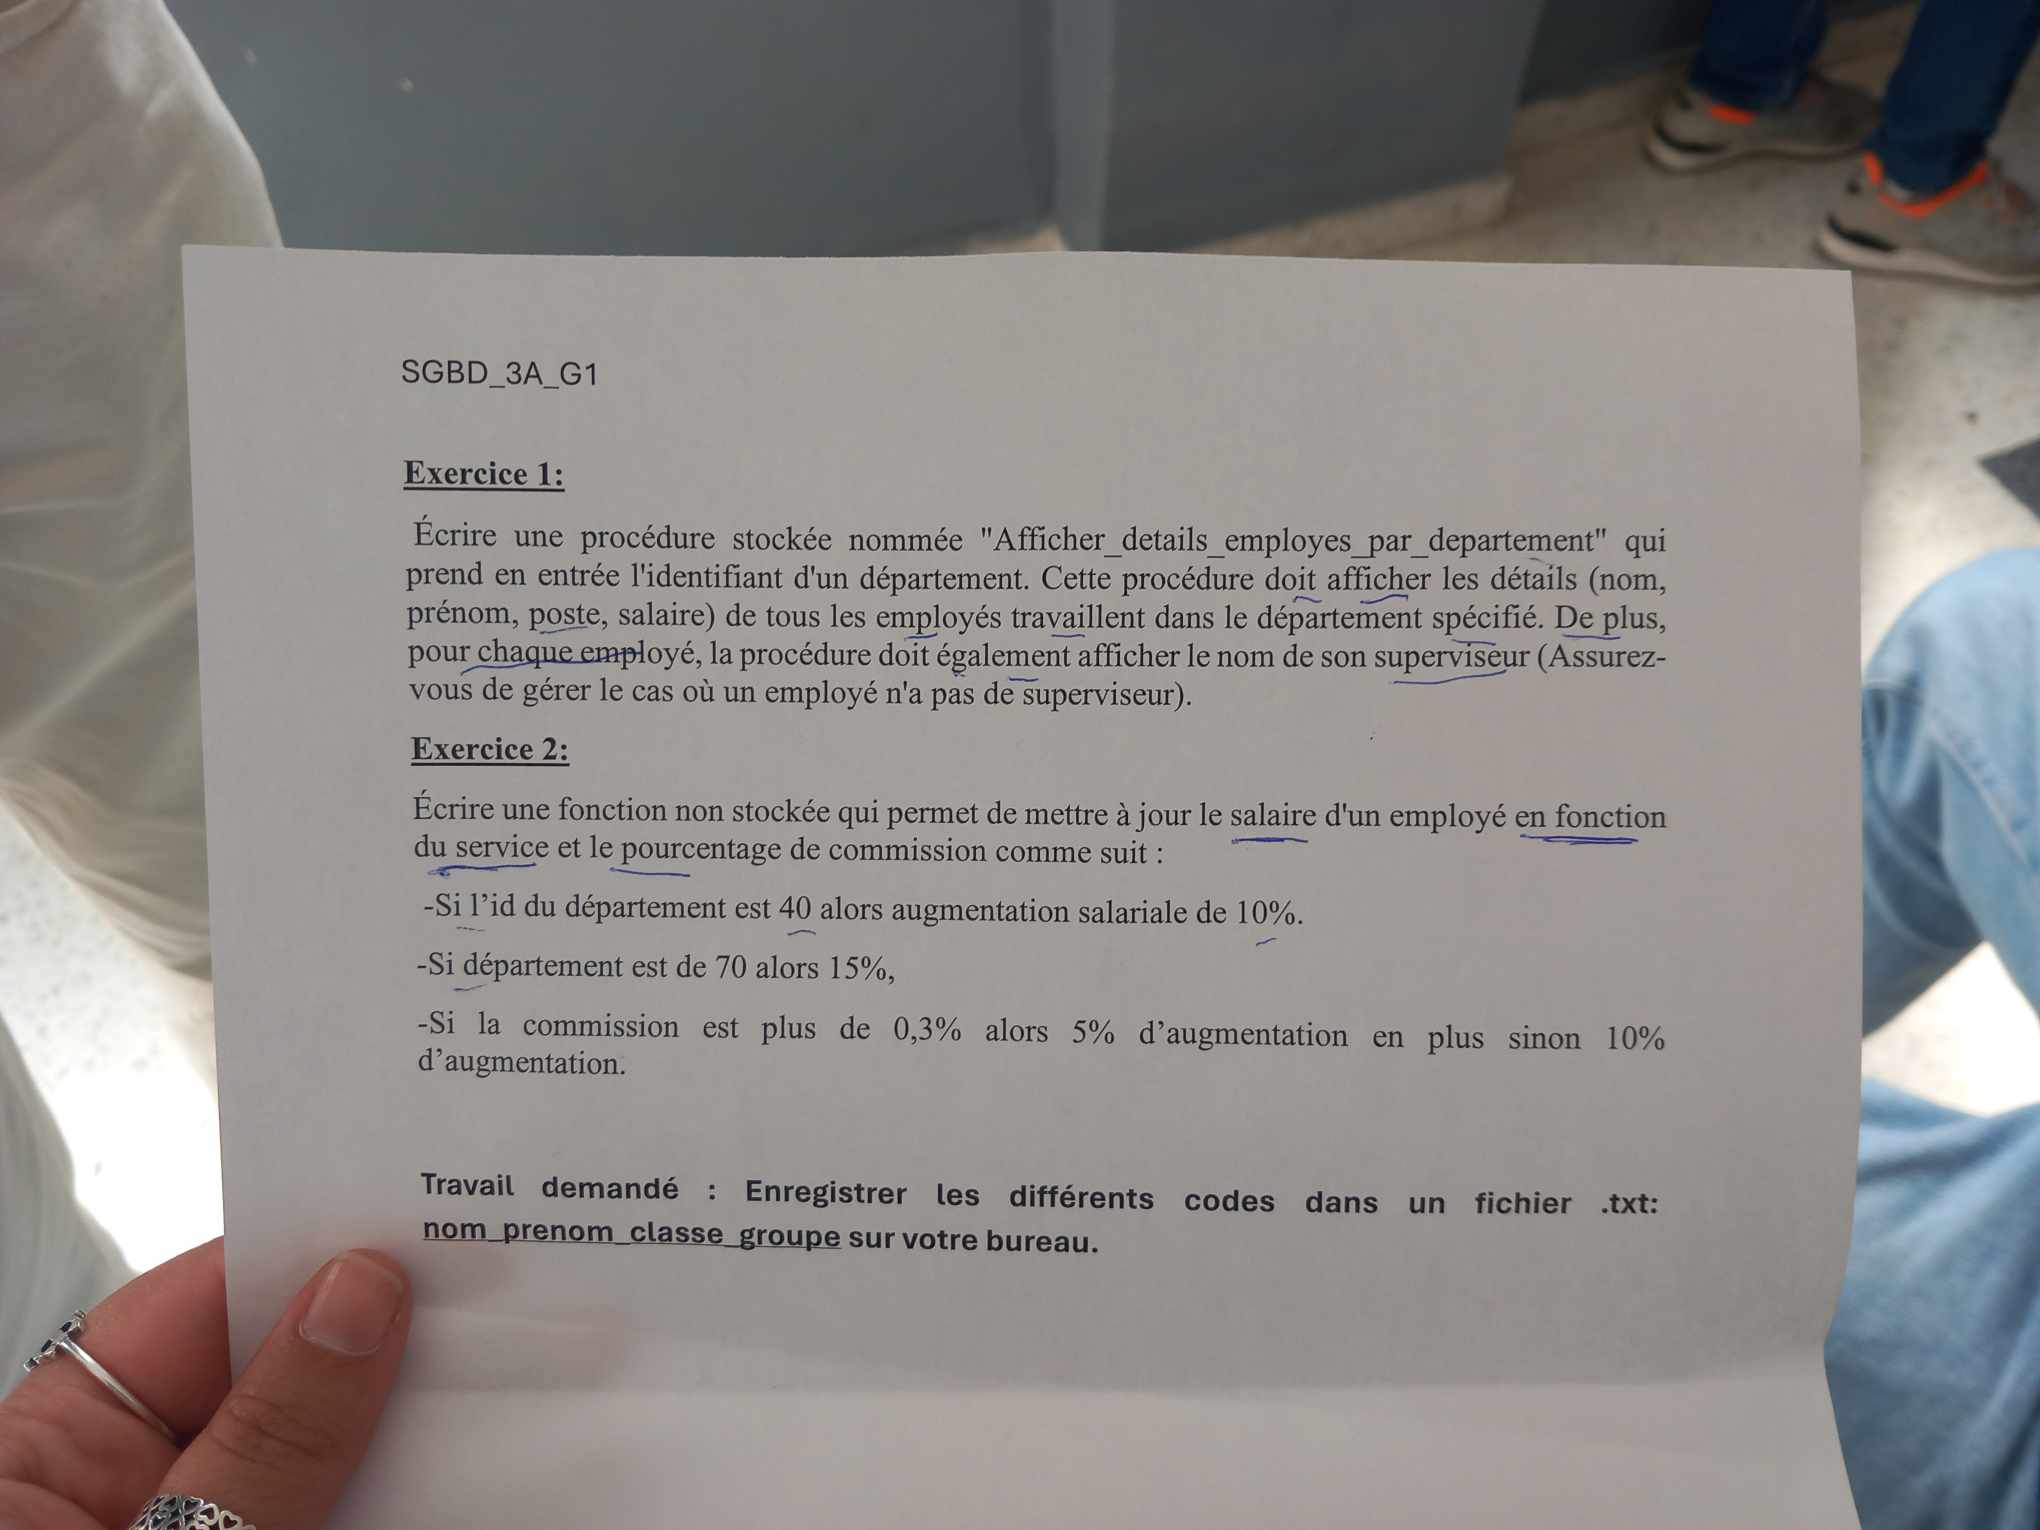 SGBD_3A_G1
Exercice 1:
Écrire une procédure stockée nommée "Afficher_details_employes_par_departement" qui
prend en entrée l'identifiant d'un département. Cette procédure doit afficher les détails (nom,
prénom, poste, salaire) de tous les employés travaillent dans le département spécifié. De plus,
pour chaque employé, la procédure doit également afficher le nom de son superviseur (Assurez-
vous de gérer le cas où un employé n'a pas de superviseur).
Exercice 2:
Écrire une fonction non stockée qui permet de mettre à jour le salaire d'un employé en fonction
du service et le pourcentage de commission comme suit :
-Si l’id du département est 40 alors augmentation salariale de 10%.
-Si département est de 70 alors 15%,
-Si la commission est plus de 0,3% alors 5% d’augmentation en plus sinon 10%
d’augmentation.
Travail demandé : Enregistrer les différents codes dans un fichier .txt:
nom_prenom_classe_groupe sur votre bureau.